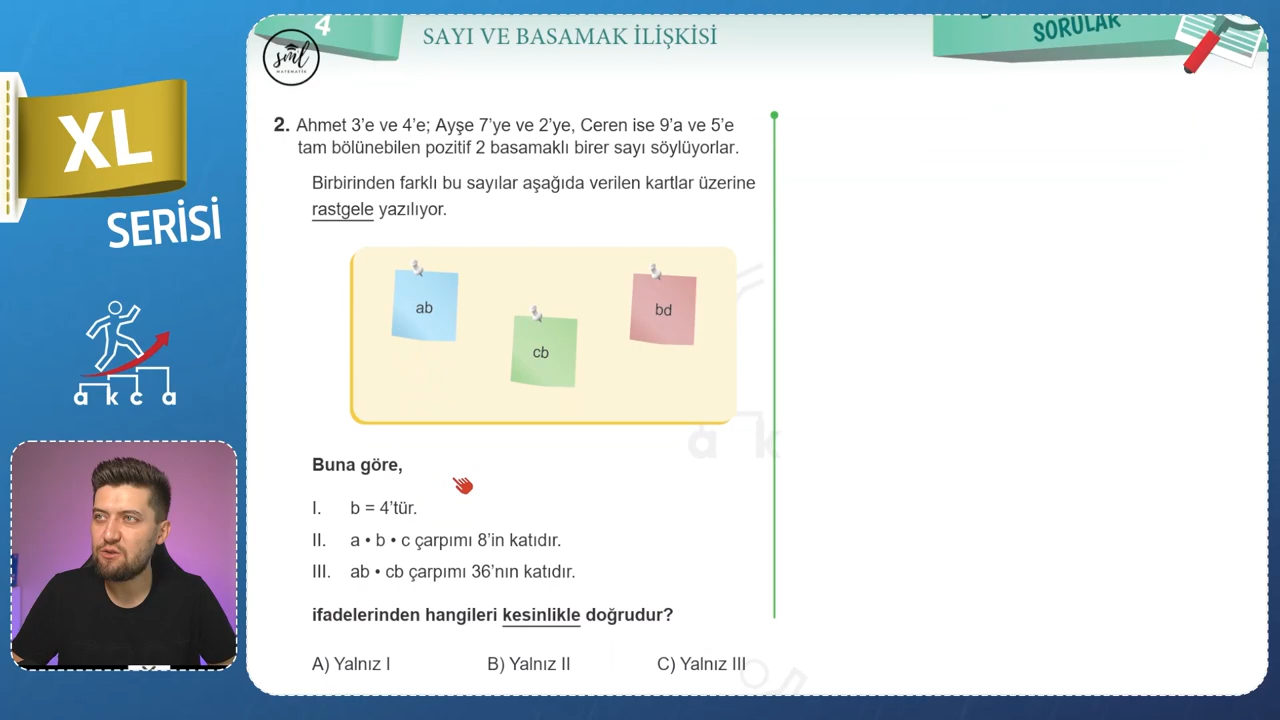 4
SAYI VE BASAMAK İLİŞKİSİ
SORULAR
sml
MATEMATİK
XL
SERİSİ
akca
2. Ahmet 3'e ve 4'e; Ayşe 7'ye ve 2'ye, Ceren ise 9'a ve 5'e
tam bölünebilen pozitif 2 basamaklı birer sayı söylüyorlar.
Birbirinden farklı bu sayılar aşağıda verilen kartlar üzerine
rastgele yazılıyor.
ab
bd
cb
a k
Buna göre,
I. b = 4'tür.
II. a • b • c çarpımı 8'in katıdır.
III. ab • cb çarpımı 36'nın katıdır.
ifadelerinden hangileri kesinlikle doğrudur?
A) Yalnız I B) Yalnız II C) Yalnız III